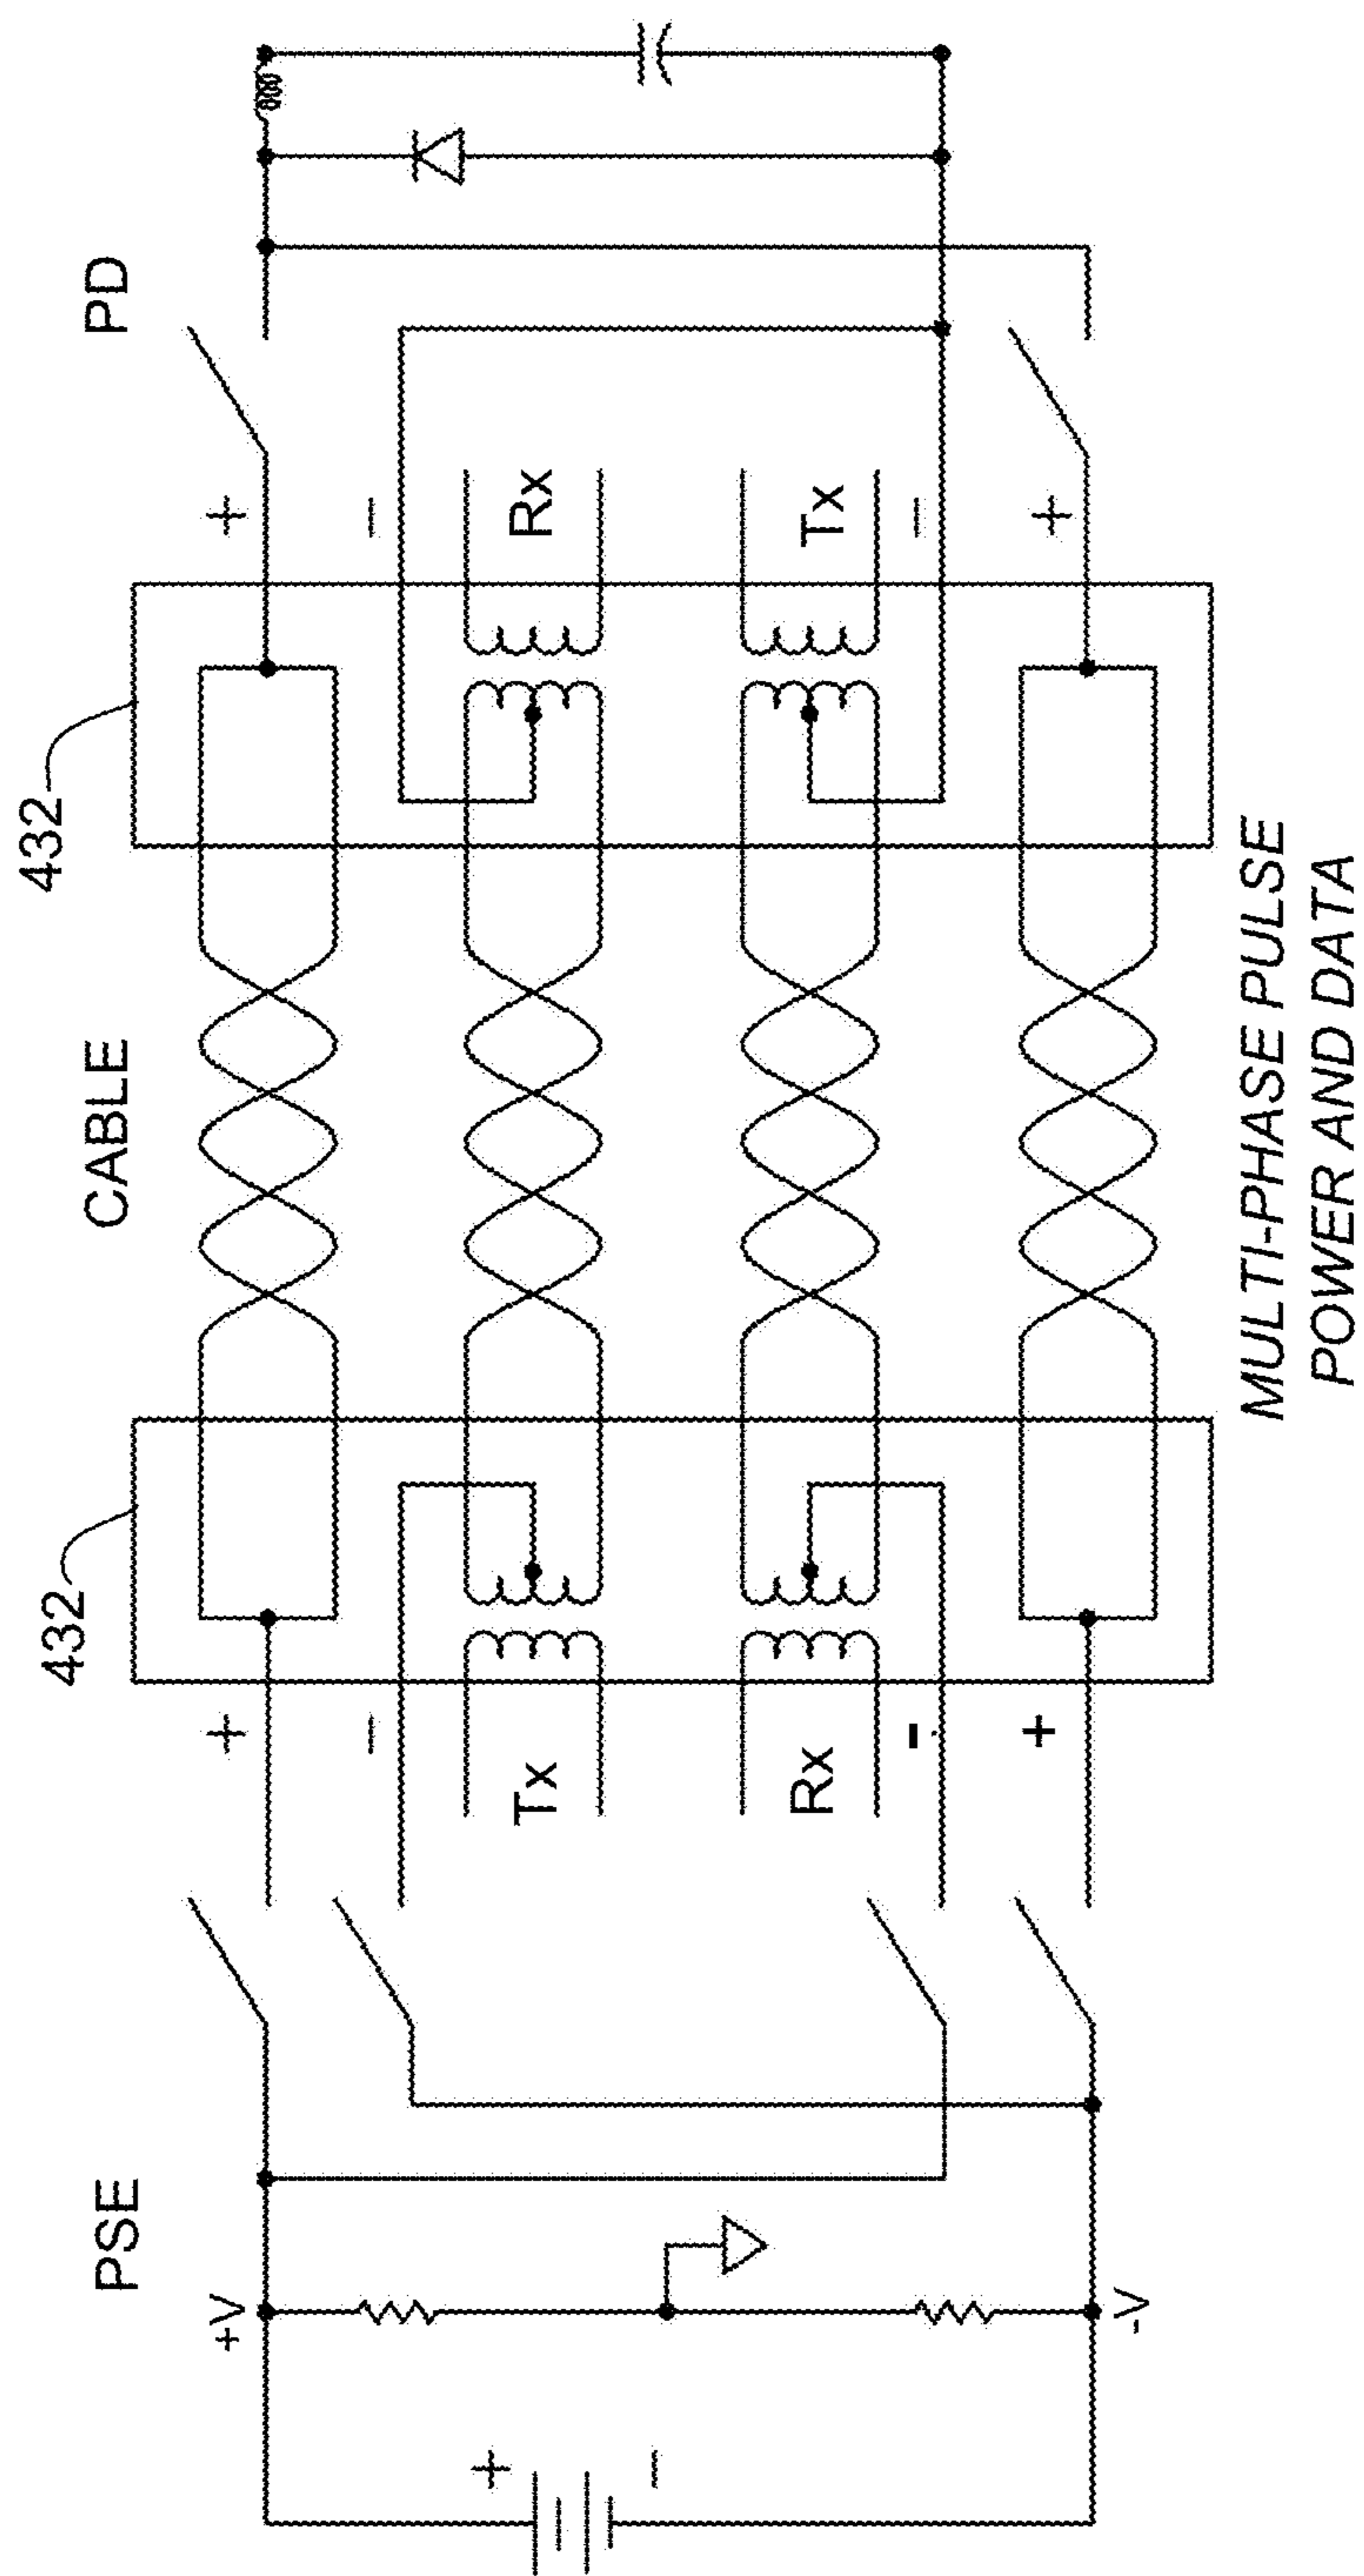 PSE
CABLE
PD
432
432
+V
-V
+
−
+
−
Tx
Rx
-
+
+
−
Rx
Tx
−
+
MULTI-PHASE PULSE
POWER AND DATA